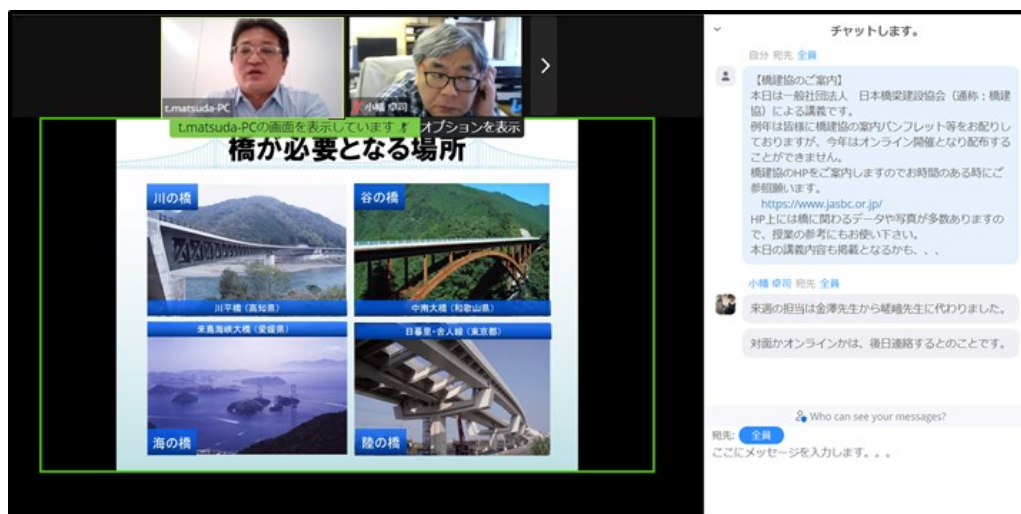 t.matsuda-PC
小幡 卓司
t.matsuda-PCの画面を表示しています
オプションを表示
橋が必要となる場所
川の橋
川平橋（高知県）
谷の橋
中南大橋（和歌山県）
来島海峡大橋（愛媛県）
海の橋
日暮里・舎人線（東京都）
陸の橋
チャットします。
自分 宛先 全員
【橋建協のご案内】
本日は一般社団法人　日本橋梁建設協会（通称：橋建
協）による講義です。
例年は皆様に橋建協の案内パンフレット等をお配りし
ておりますが、今年はオンライン開催となり配布する
ことができません。
橋建協のHPをご案内しますのでお時間のある時にご
参照願います。
https://www.jasbc.or.jp/
HP上には橋に関わるデータや写真が多数ありますの
で、授業の参考にもお使い下さい。
本日の講義内容も掲載となるかも、、、
小幡 卓司 宛先 全員
来週の担当は金澤先生から嵯峨先生に代わりました。
対面かオンラインかは、後日連絡するとのことです。
Who can see your messages?
宛先: 全員
ここにメッセージを入力します。。。